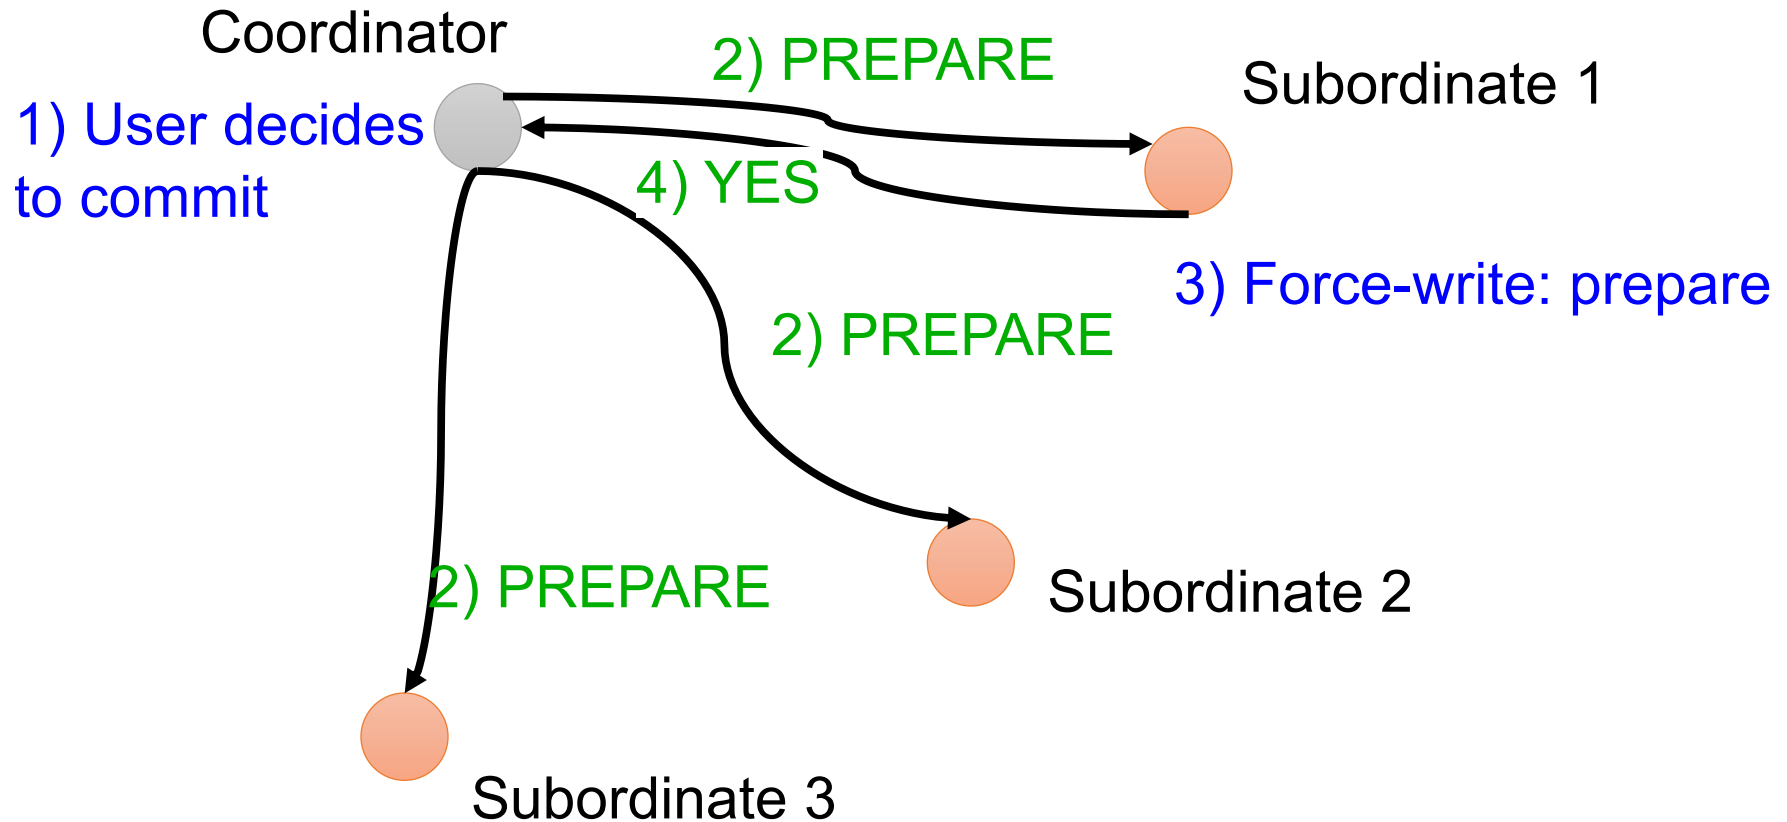 Coordinator
2) PREPARE
Subordinate 1
1) User decides
to commit
4) YES
3) Force-write: prepare
2) PREPARE
2) PREPARE
Subordinate 2
Subordinate 3